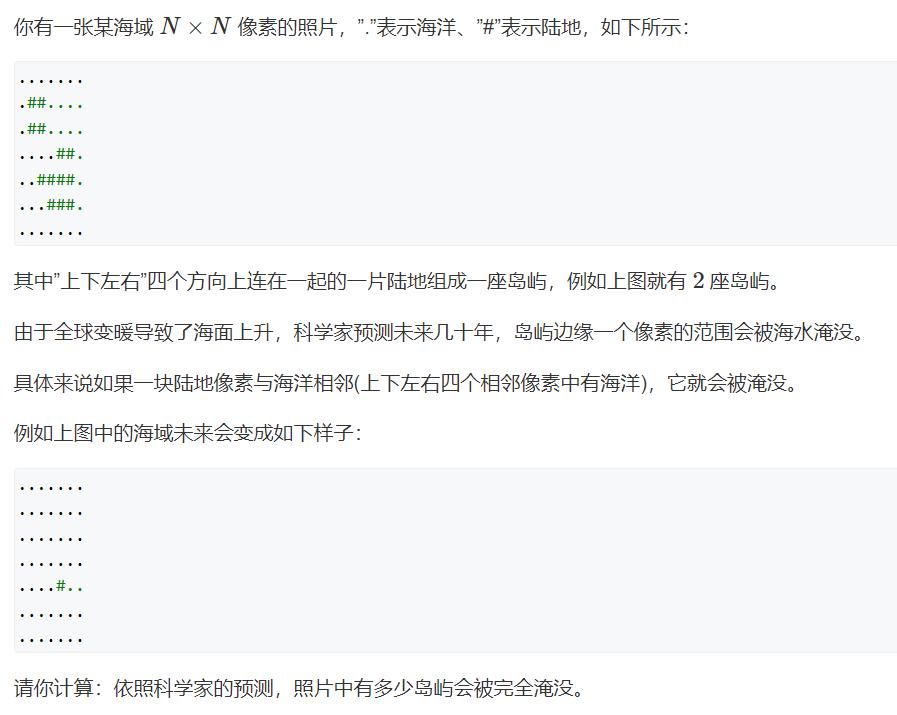 你有一张某海域 N × N 像素的照片，”.”表示海洋、”#”表示陆地，如下所示：
.......
.##....
.##....
....##.
..####.
...###.
.......
其中”上下左右”四个方向上连在一起的一片陆地组成一座岛屿，例如上图就有 2 座岛屿。
由于全球变暖导致了海面上升，科学家预测未来几十年，岛屿边缘一个像素的范围会被海水淹没。
具体来说如果一块陆地像素与海洋相邻(上下左右四个相邻像素中有海洋)，它就会被淹没。
例如上图中的海域未来会变成如下样子：
.......
.......
.......
.......
....#..
.......
.......
请你计算：依照科学家的预测，照片中有多少岛屿会被完全淹没。